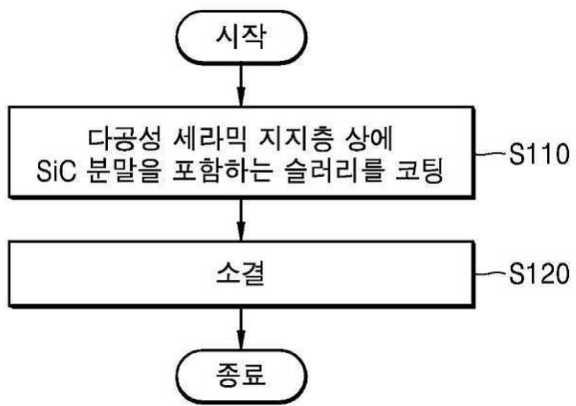 시작
다공성 세라믹 지지층 상에
SiC 분말을 포함하는 슬러리를 코팅
S110
소결
S120
종료